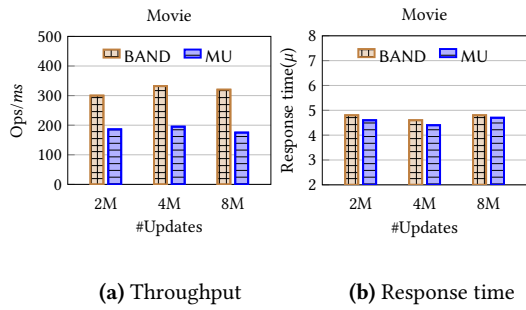 Movie
500
400
300
200
100
0
Ops/ms
BAND MU
2M 4M 8M
#Updates
(a) Throughput
Movie
8
7
6
5
4
3
2
Response time(μ)
BAND MU
2M 4M 8M
#Updates
(b) Response time